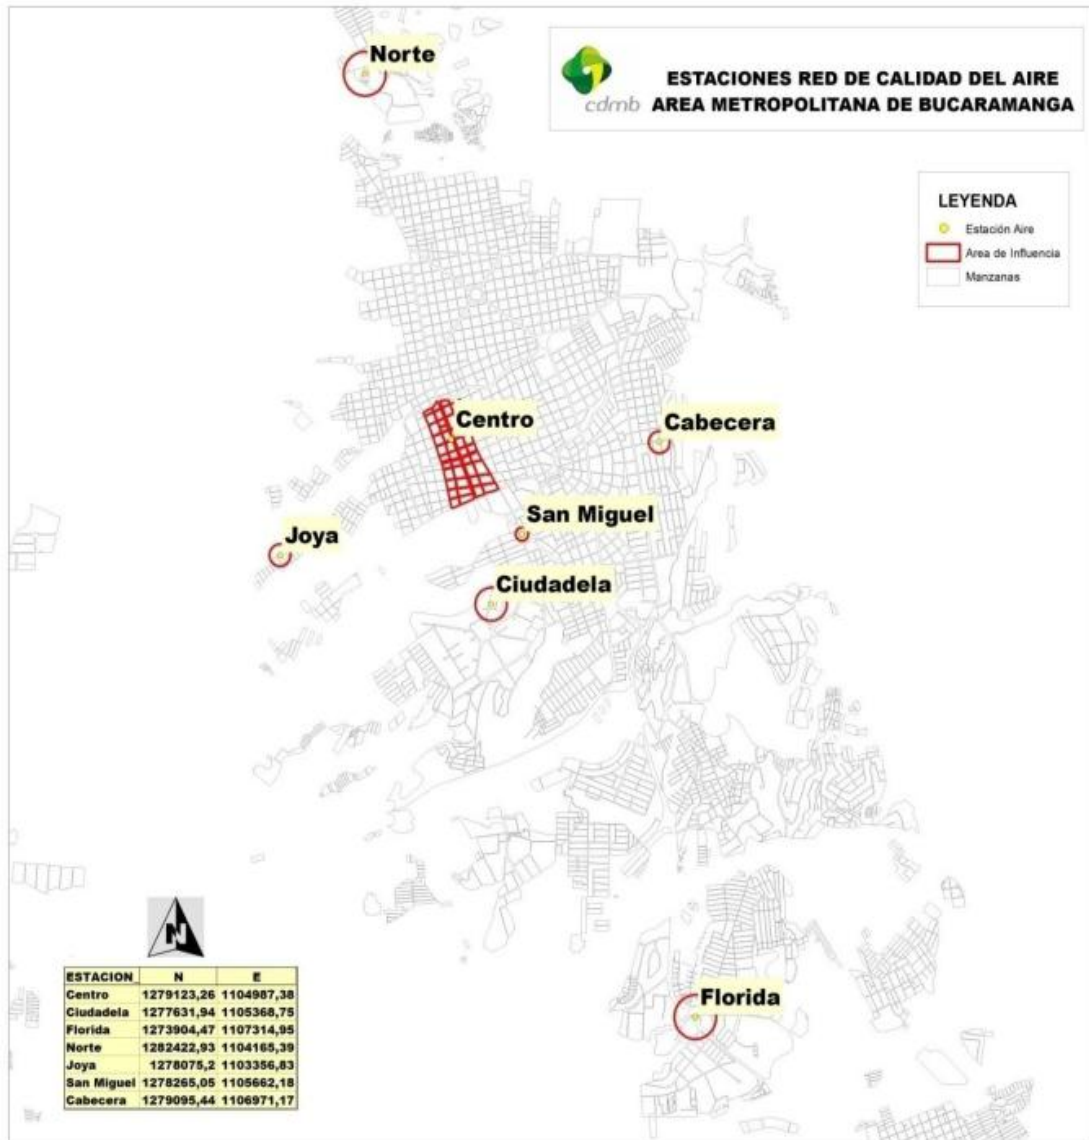 Norte
cdmb
ESTACIONES RED DE CALIDAD DEL AIRE
AREA METROPOLITANA DE BUCARAMANGA
LEYENDA
Estación Aire
Area de Influencia
Manzanas
Centro
Cabecera
San Miguel
Joya
Ciudadela
Florida
N
ESTACION N E
Centro 1279123,26 1104987,38
Ciudadela 1277631,94 1105368,75
Florida 1273904,47 1107314,95
Norte 1282422,93 1104165,39
Joya 1278075,2 1103356,83
San Miguel 1278265,05 1105662,18
Cabecera 1279095,44 1106971,17